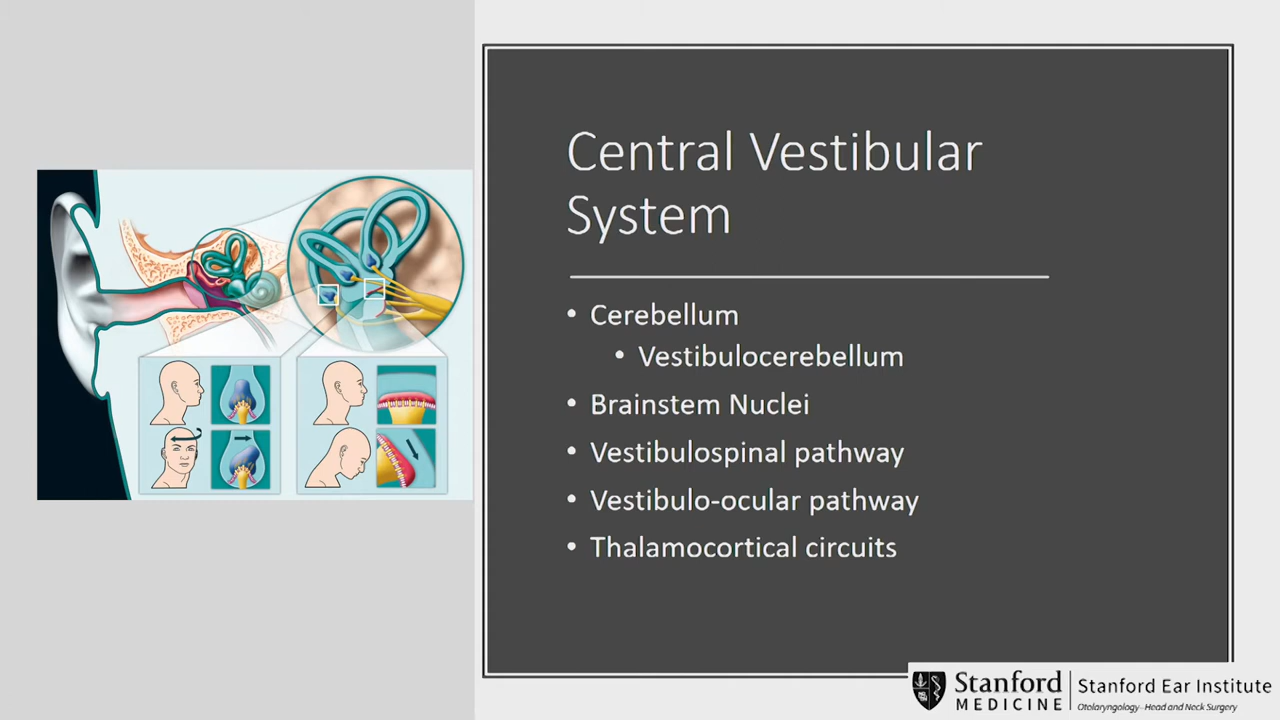 Central Vestibular
System
• Cerebellum
• Vestibulocerebellum
• Brainstem Nuclei
• Vestibulospinal pathway
• Vestibulo-ocular pathway
• Thalamocortical circuits
Stanford
MEDICINE
Stanford Ear Institute
Otolaryngology–Head and Neck Surgery